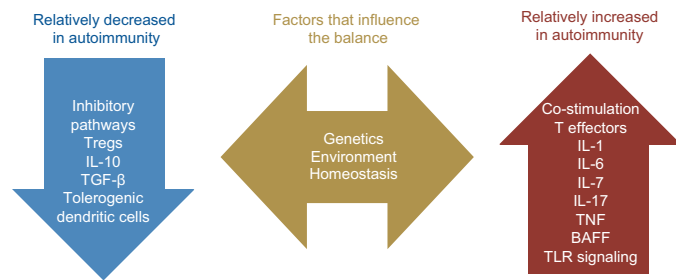 Relatively decreased
in autoimmunity
Inhibitory
pathways
Tregs
IL-10
TGF-β
Tolerogenic
dendritic cells
Factors that influence
the balance
Genetics
Environment
Homeostasis
Relatively increased
in autoimmunity
Co-stimulation
T effectors
IL-1
IL-6
IL-7
IL-17
TNF
BAFF
TLR signaling